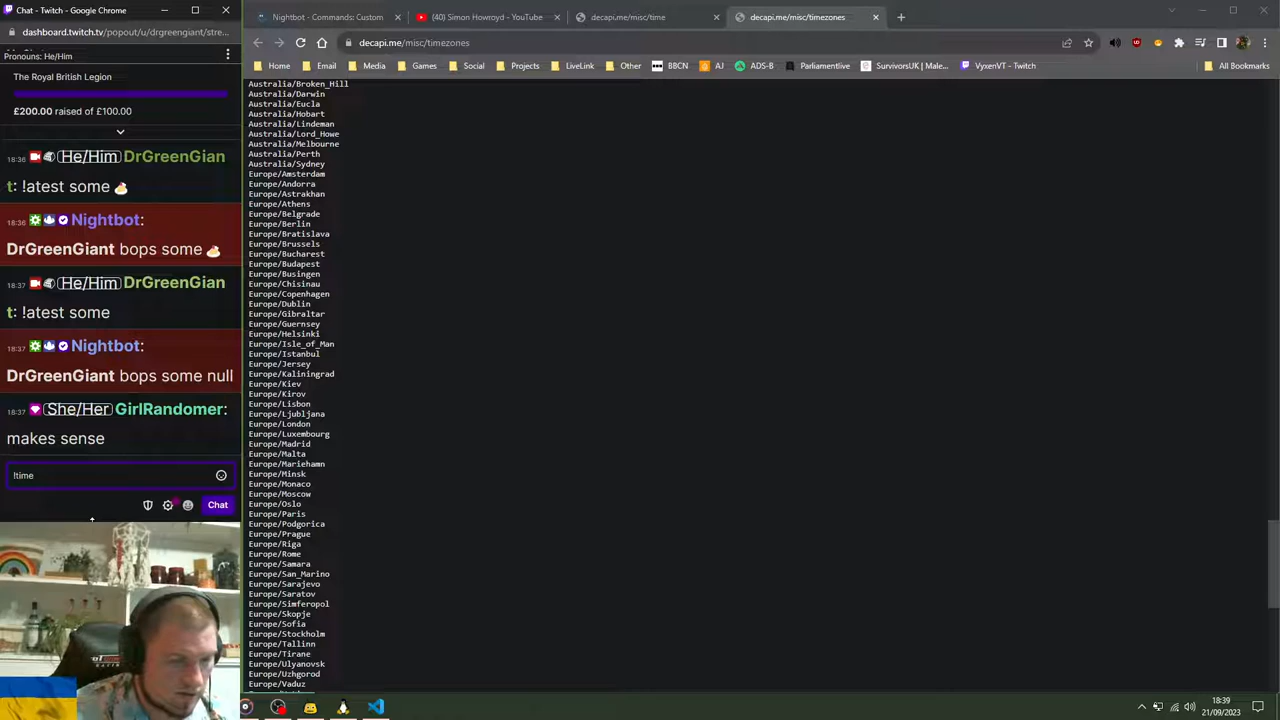 Chat - Twitch - Google Chrome
dashboard.twitch.tv/popout/u/drgreengiant/stre...
Pronouns: He/Him
The Royal British Legion
£200.00 raised of £100.00
18:36 He/Him DrGreenGian
t: !atest some
18:36 Nightbot:
DrGreenGiant bops some
18:37 He/Him DrGreenGian
t: !atest some
18:37 Nightbot:
DrGreenGiant bops some null
18:37 She/Her GirlRandomer:
makes sense
!time
Chat
Nightbot - Commands: Custom
(40) Simon Howroyd - YouTube
decapi.me/misc/time
decapi.me/misc/timezones
decapi.me/misc/timezones
Home Email Media Games Social Projects LiveLink Other BBCN AJ ADS-B Parliamentlive SurvivorsUK | Male... VyxenVT - Twitch All Bookmarks
Australia/Broken_Hill
Australia/Darwin
Australia/Eucla
Australia/Hobart
Australia/Lindeman
Australia/Lord_Howe
Australia/Melbourne
Australia/Perth
Australia/Sydney
Europe/Amsterdam
Europe/Andorra
Europe/Astrakhan
Europe/Athens
Europe/Belgrade
Europe/Berlin
Europe/Bratislava
Europe/Brussels
Europe/Bucharest
Europe/Budapest
Europe/Busingen
Europe/Chisinau
Europe/Copenhagen
Europe/Dublin
Europe/Gibraltar
Europe/Guernsey
Europe/Helsinki
Europe/Isle_of_Man
Europe/Istanbul
Europe/Jersey
Europe/Kaliningrad
Europe/Kiev
Europe/Kirov
Europe/Lisbon
Europe/Ljubljana
Europe/London
Europe/Luxembourg
Europe/Madrid
Europe/Malta
Europe/Mariehamn
Europe/Minsk
Europe/Monaco
Europe/Moscow
Europe/Oslo
Europe/Paris
Europe/Podgorica
Europe/Prague
Europe/Riga
Europe/Rome
Europe/Samara
Europe/San_Marino
Europe/Sarajevo
Europe/Saratov
Europe/Simferopol
Europe/Skopje
Europe/Sofia
Europe/Stockholm
Europe/Tallinn
Europe/Tirane
Europe/Ulyanovsk
Europe/Uzhgorod
Europe/Vaduz
18:39
21/09/2023